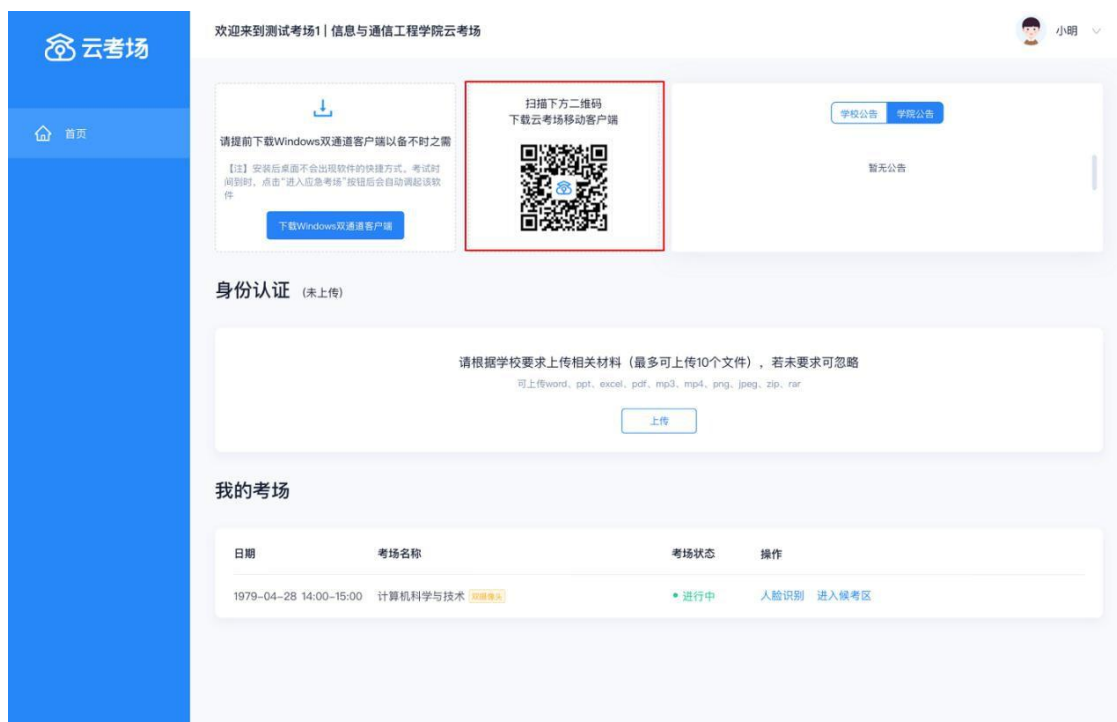 云考场
欢迎来到测试考场1 | 信息与通信工程学院云考场
小明
首页
请提前下载Windows双通道客户端以备不时之需
【注】安装后桌面不会出现软件的快捷方式，考试时
间到时，点击“进入应急考场”按钮后会自动调起该软
件
下载Windows双通道客户端
扫描下方二维码
下载云考场移动客户端
学校公告 学院公告
暂无公告
身份认证 (未上传)
请根据学校要求上传相关材料（最多可上传10个文件），若未要求可忽略
可上传word、ppt、excel、pdf、mp3、mp4、png、jpeg、zip、rar
上传
我的考场
日期 考场名称 考场状态 操作
1979-04-28 14:00-15:00 计算机科学与技术 双摄像头 进行中 人脸识别 进入候考区